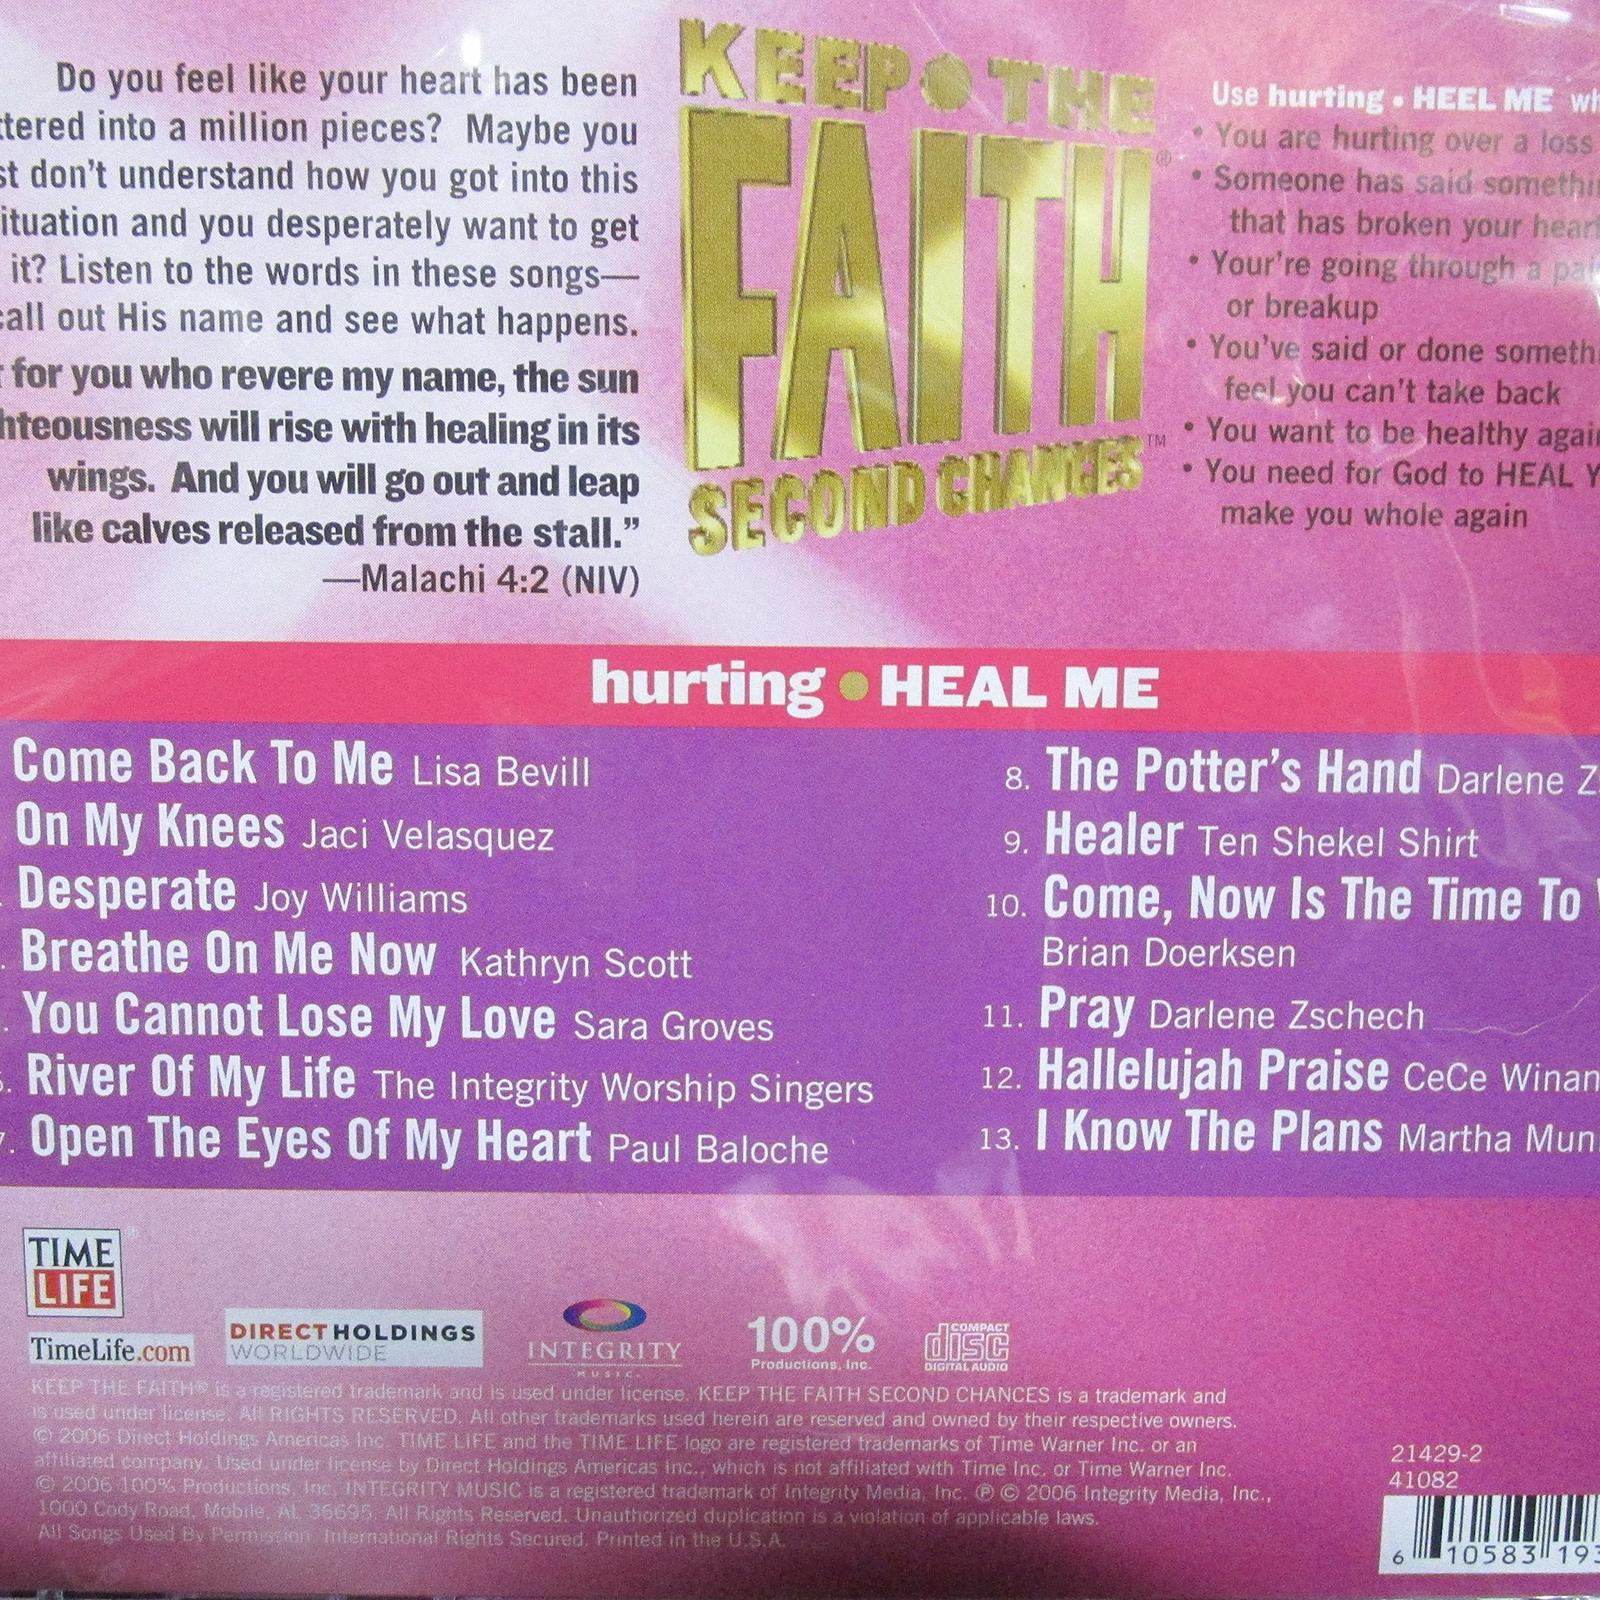 Do you feel like your heart has been
ttered into a million pieces? Maybe you
st don't understand how you got into this
ituation and you desperately want to get
it? Listen to the words in these songs—
call out His name and see what happens.
for you who revere my name, the sun
hteousness will rise with healing in its
wings. And you will go out and leap
like calves released from the stall."
—Malachi 4:2 (NIV)
KEEP • THE
FAITH®
SECOND CHANCES™
Use hurting • HEEL ME wh
• You are hurting over a loss
• Someone has said somethi
that has broken your heart
• Your're going through a pai
or breakup
• You've said or done someth
feel you can't take back
• You want to be healthy agai
• You need for God to HEAL Y
make you whole again
hurting • HEAL ME
Come Back To Me Lisa Bevill
On My Knees Jaci Velasquez
Desperate Joy Williams
Breathe On Me Now Kathryn Scott
You Cannot Lose My Love Sara Groves
6. River Of My Life The Integrity Worship Singers
7. Open The Eyes Of My Heart Paul Baloche
8. The Potter's Hand Darlene Z
9. Healer Ten Shekel Shirt
10. Come, Now Is The Time To
Brian Doerksen
11. Pray Darlene Zschech
12. Hallelujah Praise CeCe Winan
13. I Know The Plans Martha Mun
TIME
LIFE
TimeLife.com
DIRECTHOLDINGS
WORLDWIDE
INTEGRITY
MUSIC.
100%
Productions, Inc.
COMPACT
disc
DIGITAL AUDIO
KEEP THE FAITH® is a registered trademark and is used under license. KEEP THE FAITH SECOND CHANCES is a trademark and
is used under license. All RIGHTS RESERVED. All other trademarks used herein are reserved and owned by their respective owners.
© 2006 Direct Holdings Americas Inc. TIME LIFE and the TIME LIFE logo are registered trademarks of Time Warner Inc. or an
affiliated company. Used under license by Direct Holdings Americas Inc., which is not affiliated with Time Inc. or Time Warner Inc.
© 2006 100% Productions, Inc. INTEGRITY MUSIC is a registered trademark of Integrity Media, Inc. ℗ © 2006 Integrity Media, Inc.,
1000 Cody Road, Mobile, AL 36695. All Rights Reserved. Unauthorized duplication is a violation of applicable laws.
All Songs Used By Permission. International Rights Secured. Printed in the U.S.A.
21429-2
41082
6 10583 193